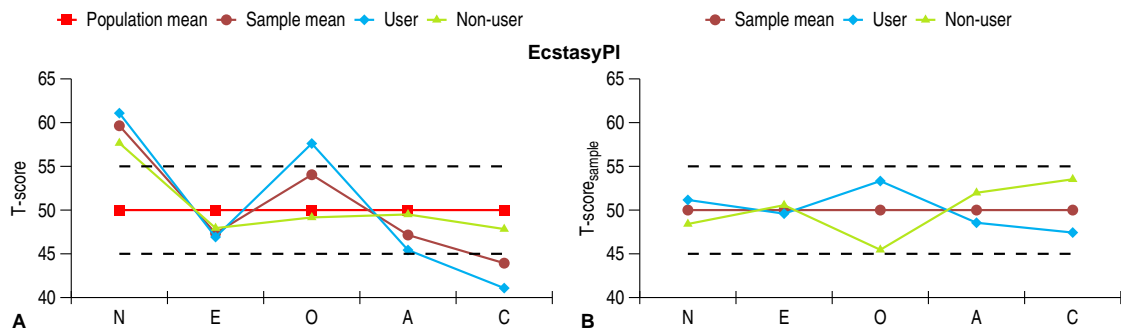 Population mean Sample mean User Non-user
Sample mean User Non-user
EcstasyPl
T-score
65
60
55
50
45
40
N E O A C
A
T-scoresample
65
60
55
50
45
40
N E O A C
B